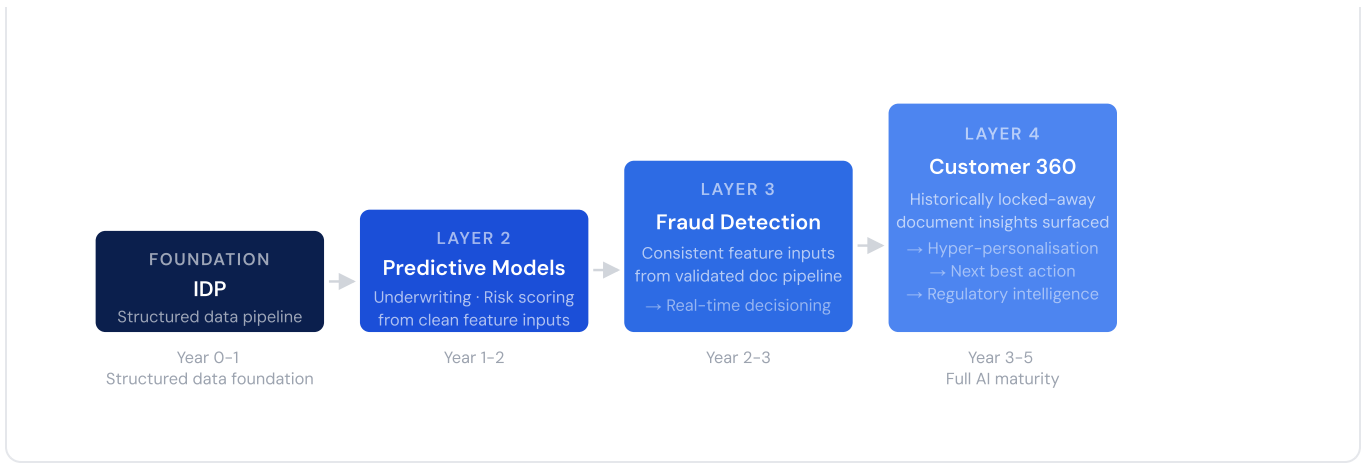 FOUNDATION
IDP
Structured data pipeline
Year 0–1
Structured data foundation
LAYER 2
Predictive Models
Underwriting · Risk scoring
from clean feature inputs
Year 1–2
LAYER 3
Fraud Detection
Consistent feature inputs
from validated doc pipeline
→ Real-time decisioning
Year 2–3
LAYER 4
Customer 360
Historically locked-away
document insights surfaced
→ Hyper-personalisation
→ Next best action
→ Regulatory intelligence
Year 3–5
Full AI maturity